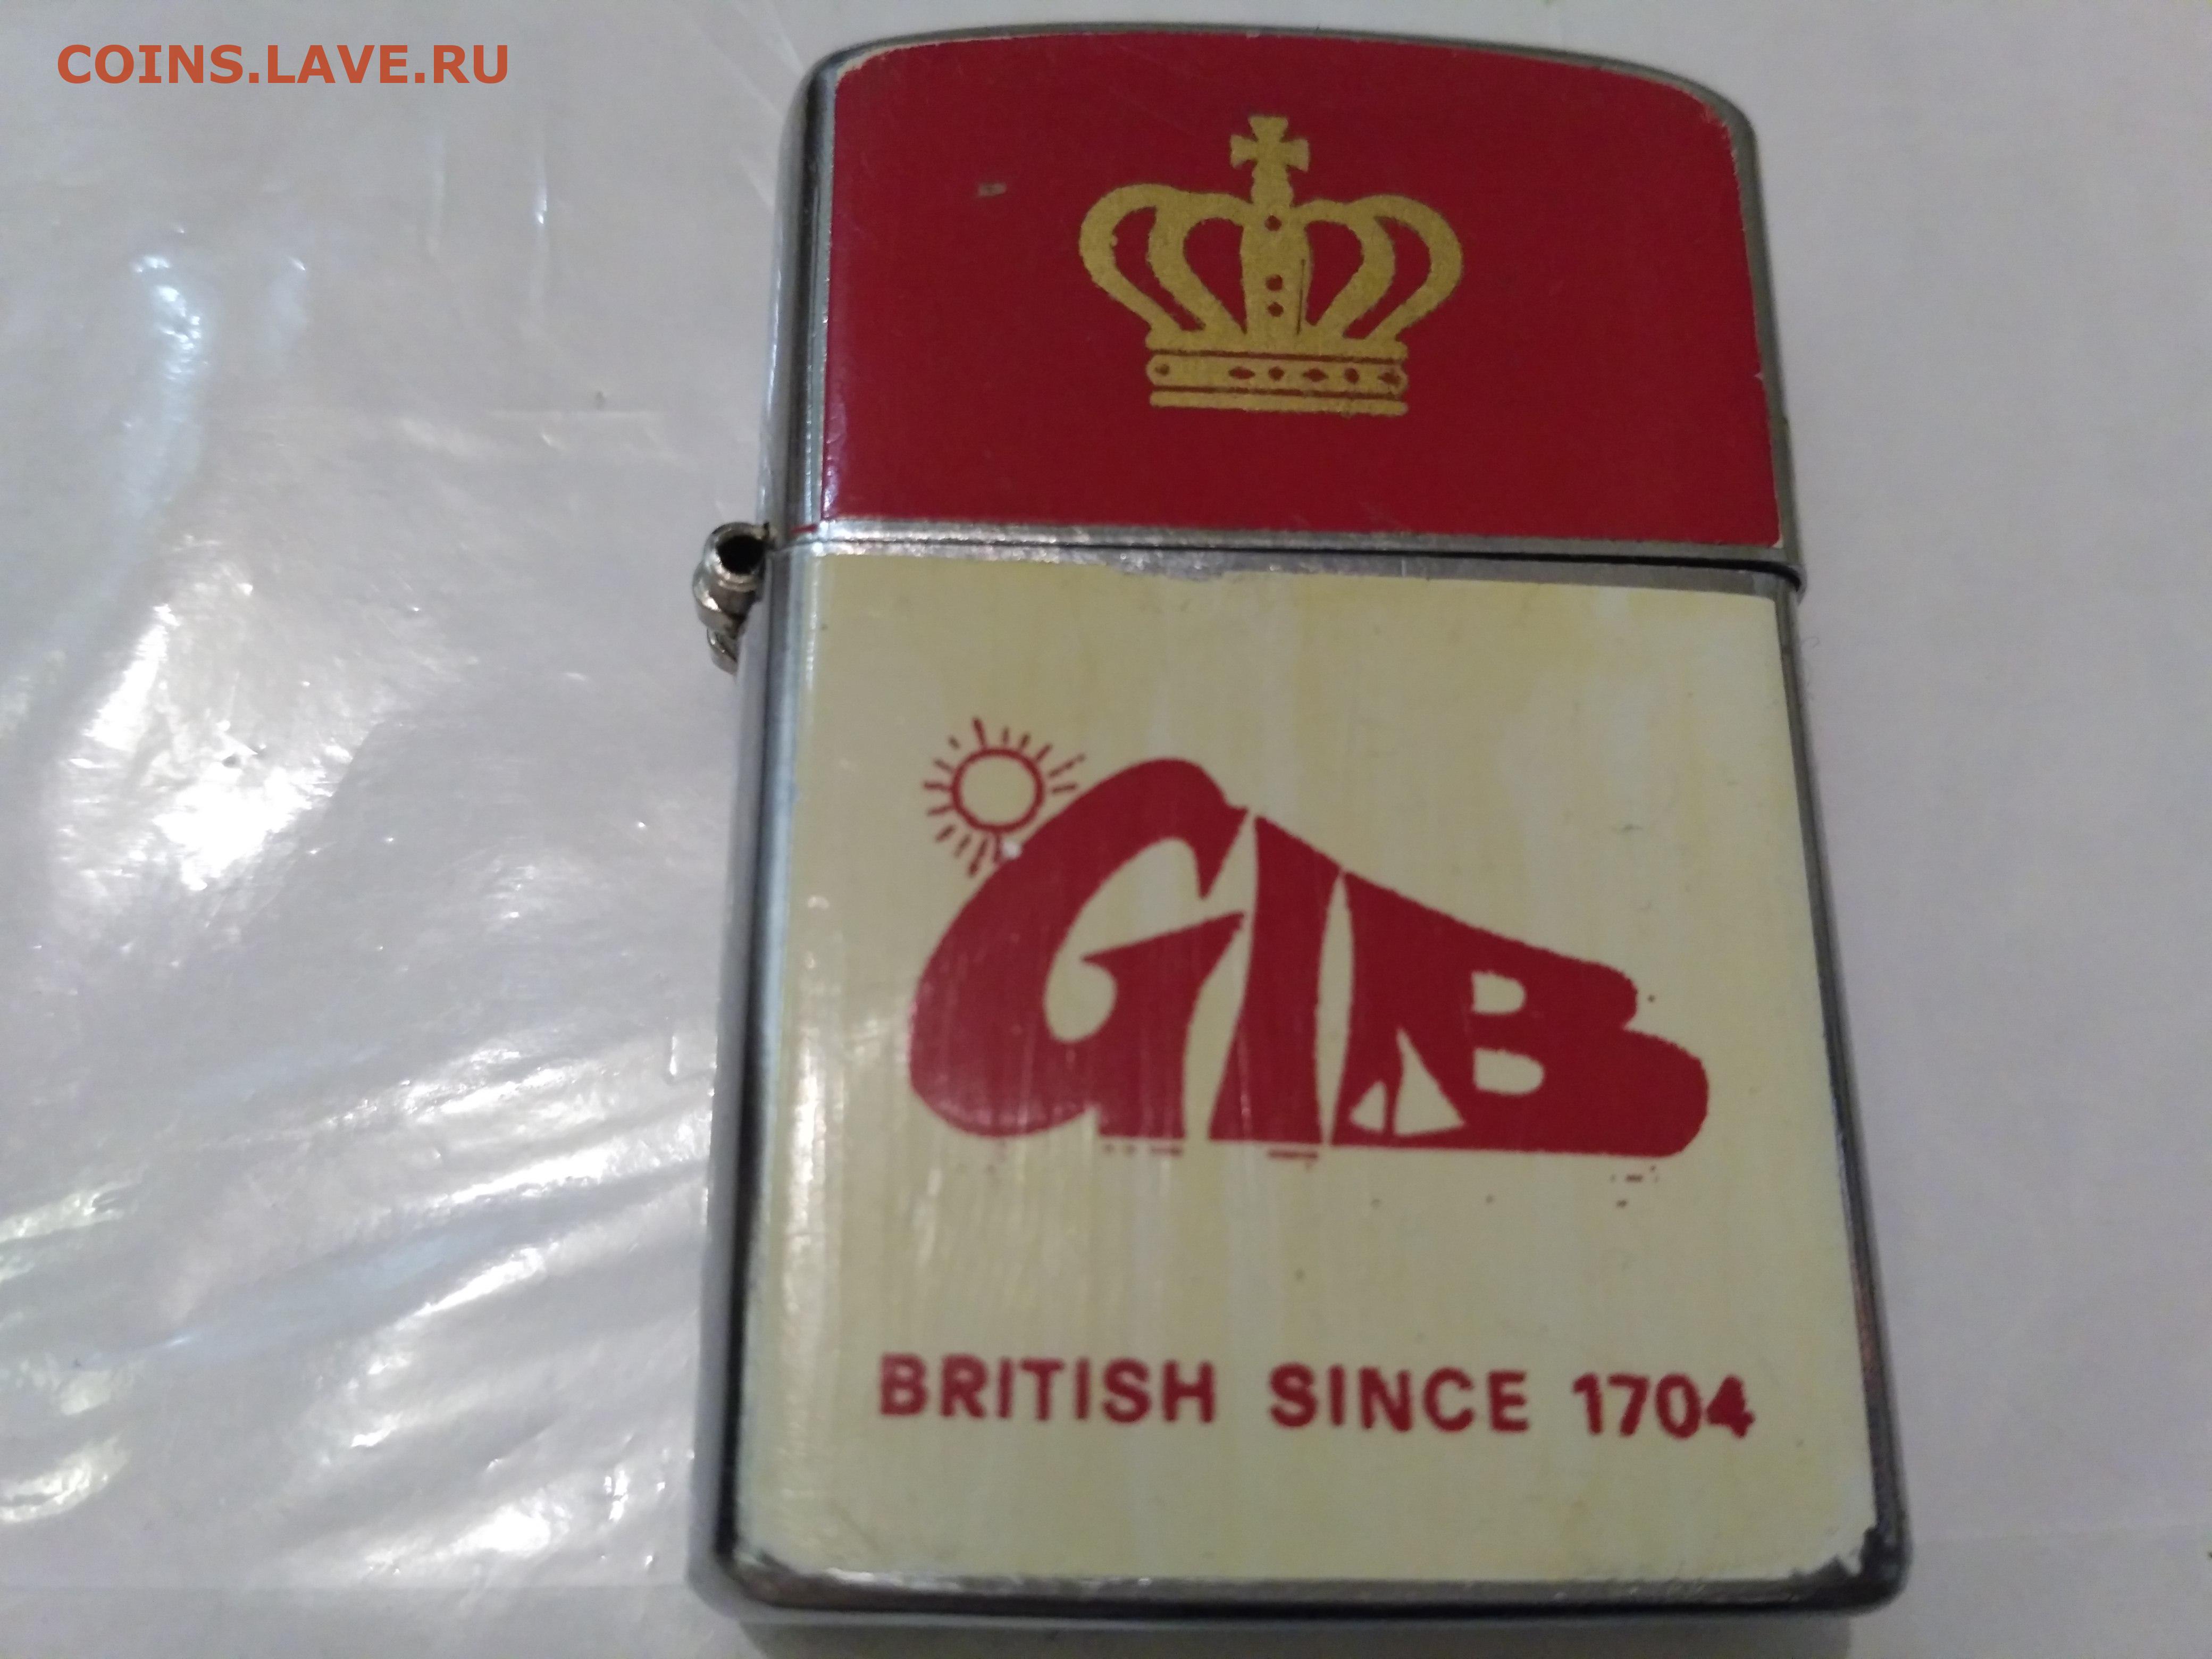 COINS.LAVE.RU
GIB
BRITISH SINCE 1704